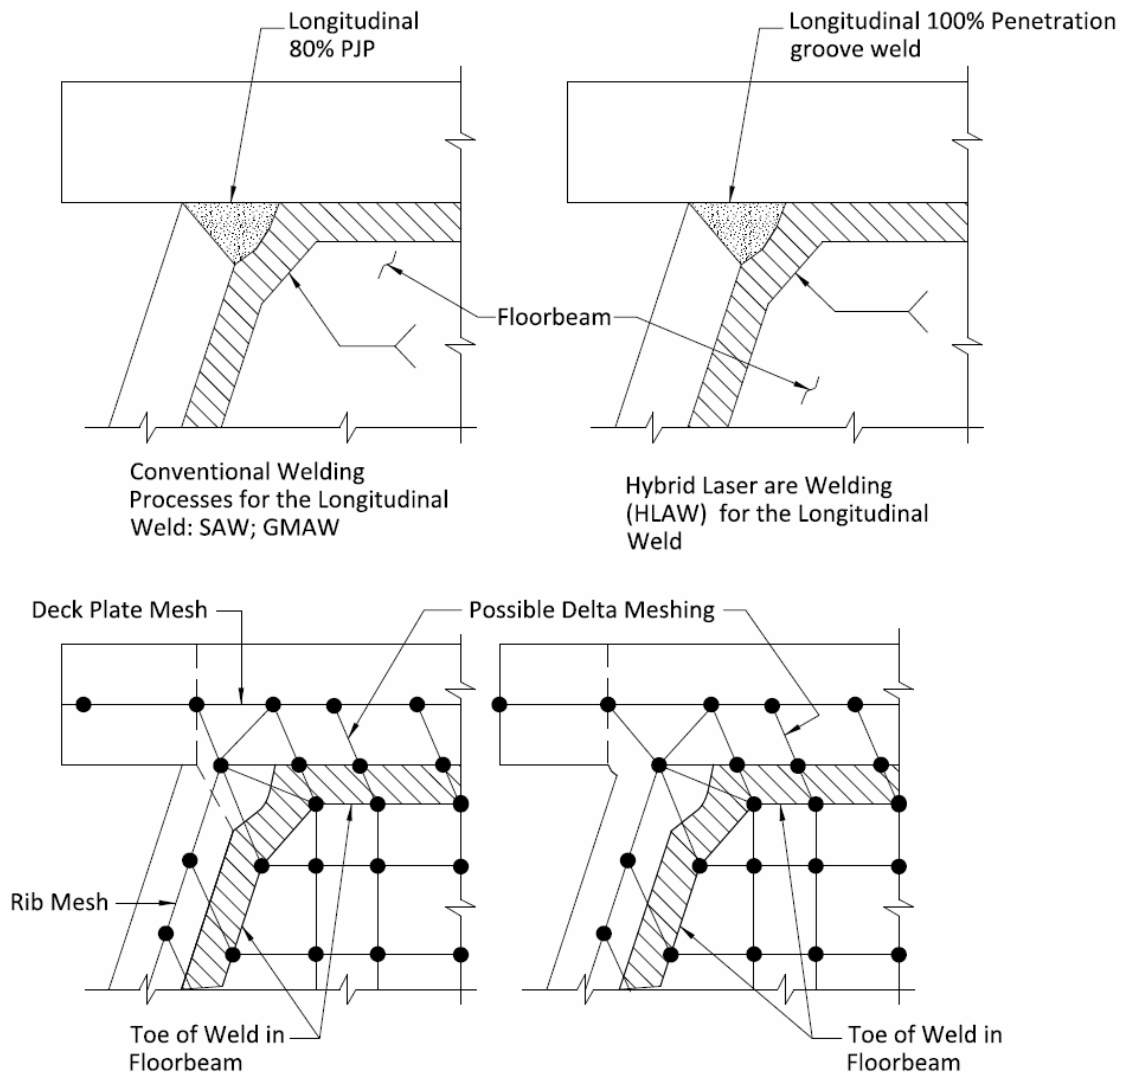 Longitudinal
80% PJP
Longitudinal 100% Penetration
groove weld
Floorbeam
Conventional Welding
Processes for the Longitudinal
Weld: SAW; GMAW
Hybrid Laser are Welding
(HLAW) for the Longitudinal
Weld
Deck Plate Mesh
Possible Delta Meshing
Rib Mesh
Toe of Weld in
Floorbeam
Toe of Weld in
Floorbeam